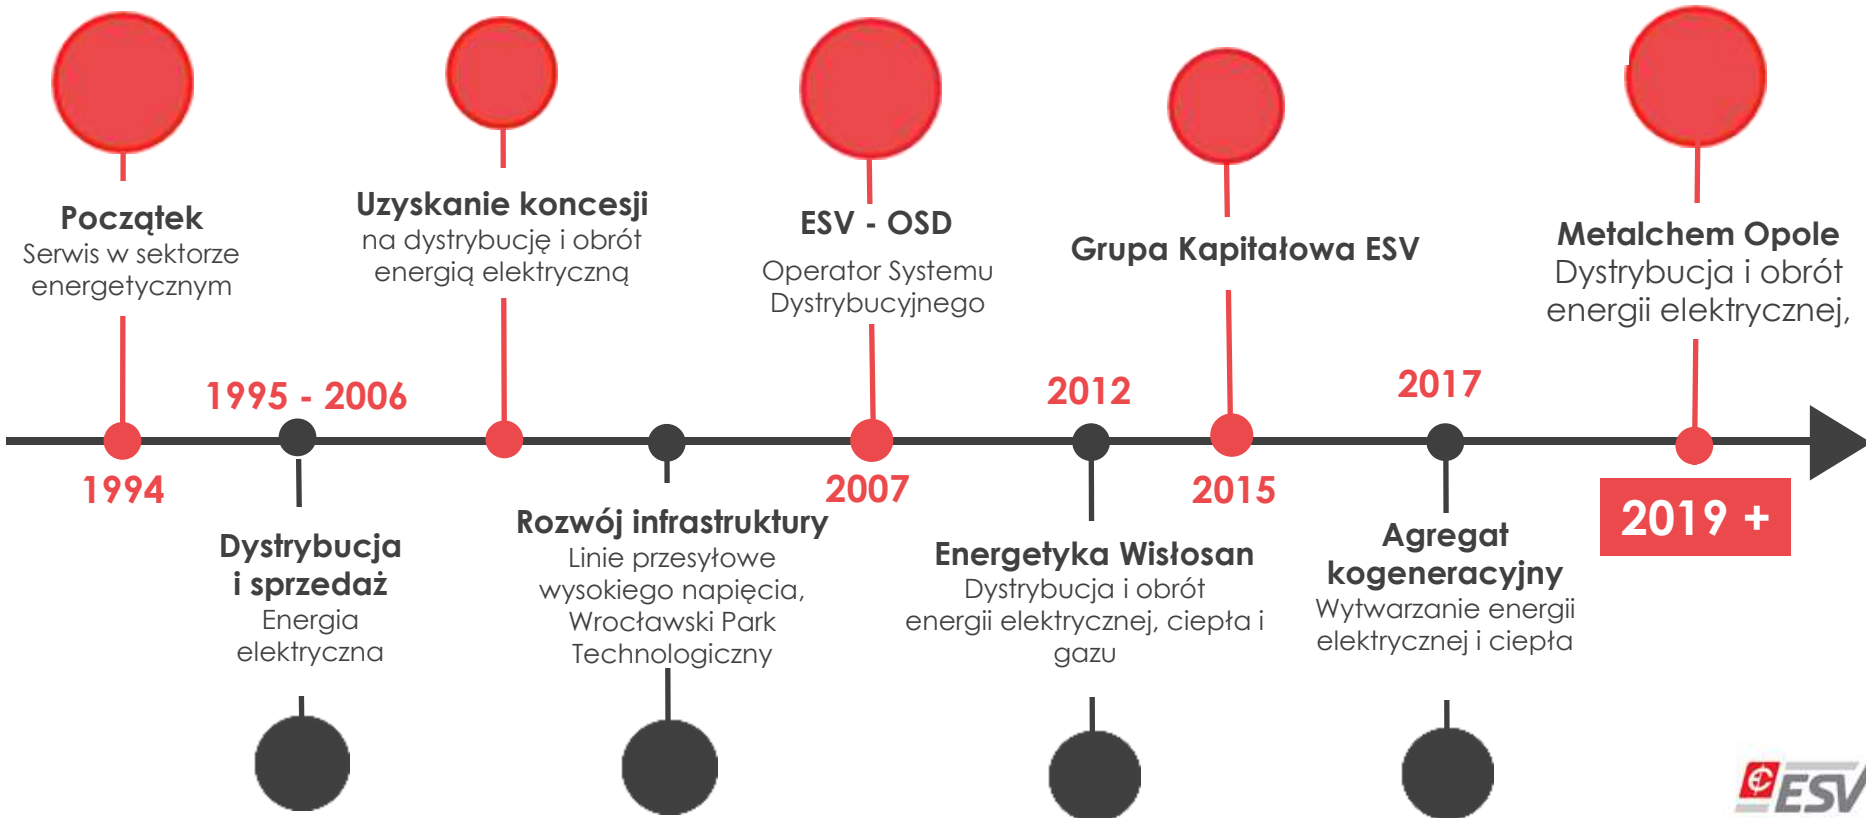 Początek
Serwis w sektorze
energetycznym
1994
1995 - 2006
Dystrybucja
i sprzedaż
Energia
elektryczna
Uzyskanie koncesji
na dystrybucję i obrót
energią elektryczną
Rozwój infrastruktury
Linie przesyłowe
wysokiego napięcia,
Wrocławski Park
Technologiczny
ESV - OSD
Operator Systemu
Dystrybucyjnego
2007
2012
Energetyka Wisłosan
Dystrybucja i obrót
energii elektrycznej, ciepła i
gazu
Grupa Kapitałowa ESV
2015
2017
Agregat
kogeneracyjny
Wytwarzanie energii
elektrycznej i ciepła
Metalchem Opole
Dystrybucja i obrót
energii elektrycznej,
2019 +
ESV